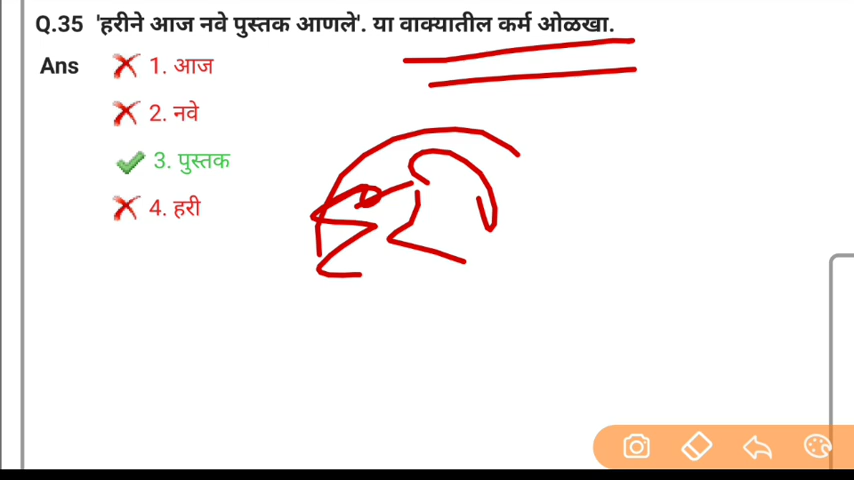 Q.35 'हरीने आज नवे पुस्तक आणले'. या वाक्यातील कर्म ओळखा.
Ans 1. आज
2. नवे
3. पुस्तक
4. हरी